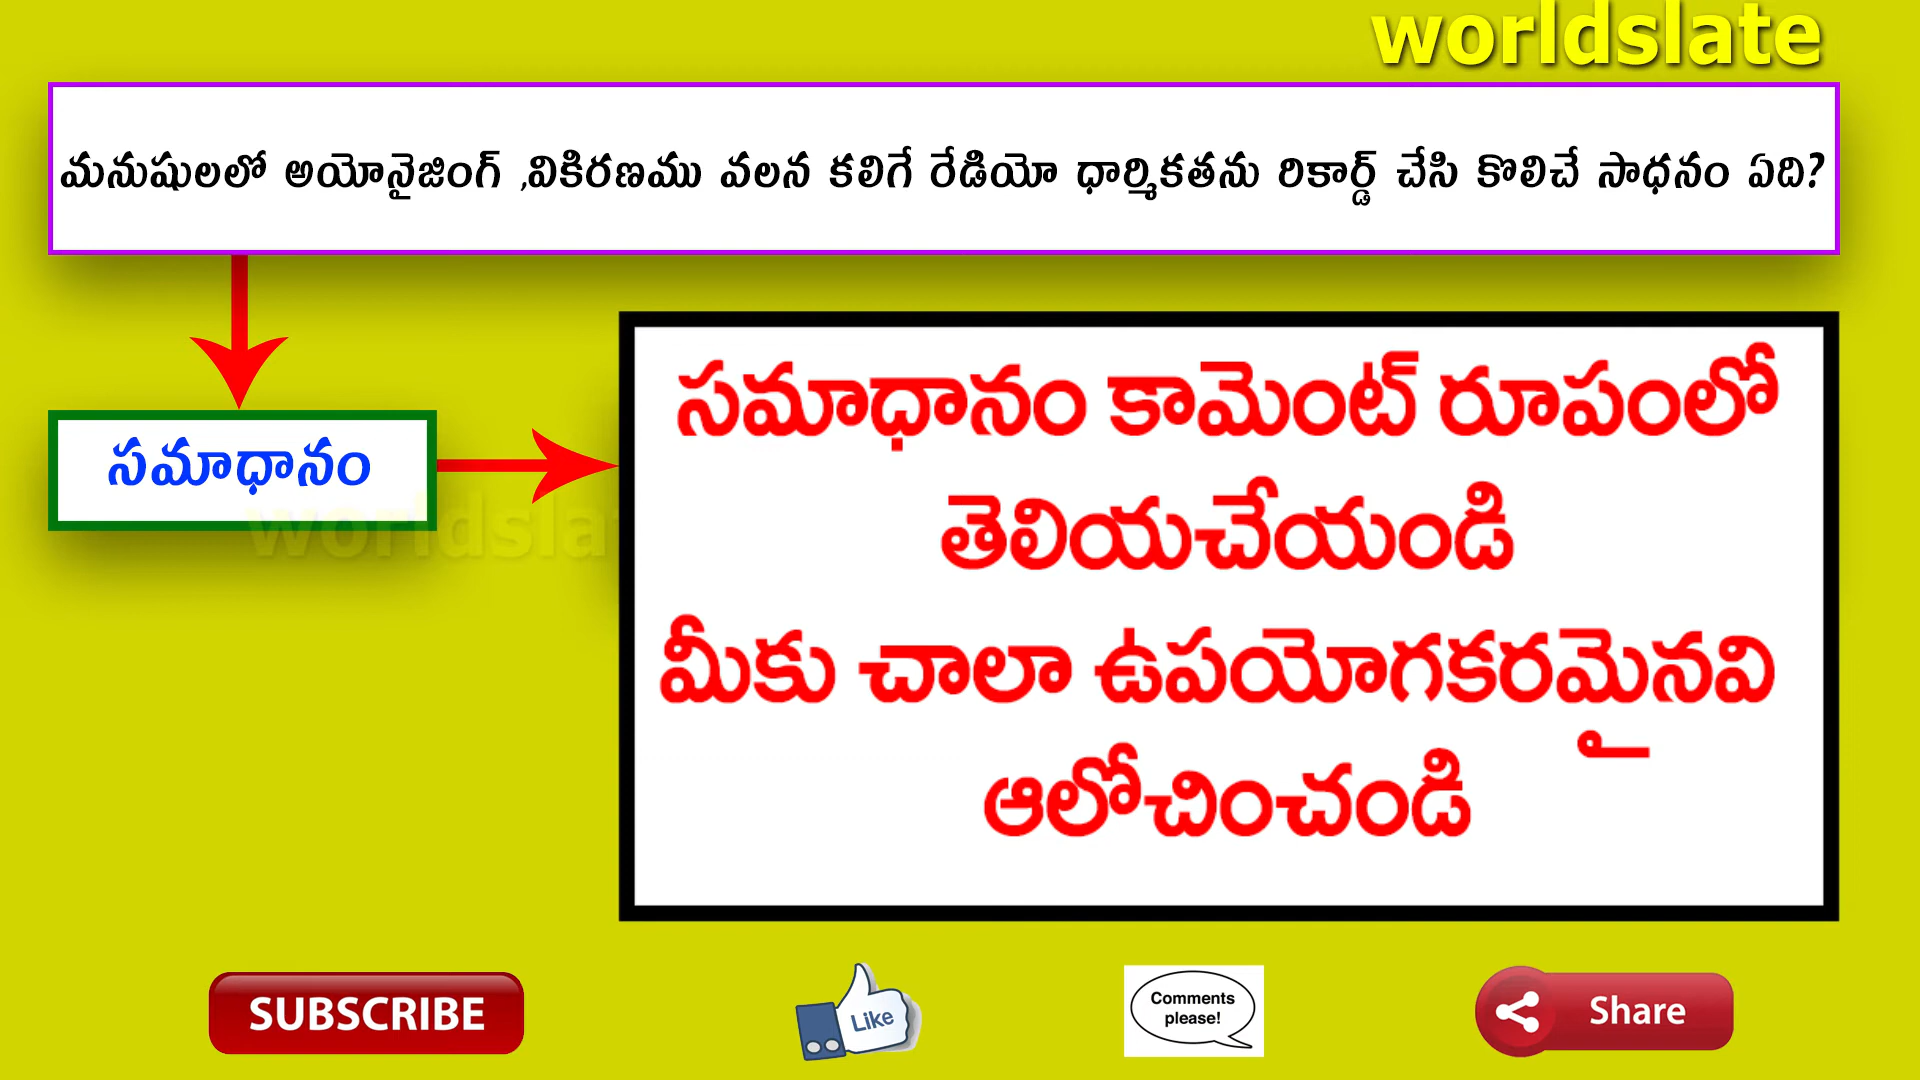 worldslate
మనుషులలో అయోనైజింగ్ ,వికిరణము వలన కలిగే రేడియో ధార్మికతను రికార్డ్ చేసి కొలిచే సాధనం ఏది?
సమాధానం
worldsla
సమాధానం కామెంట్ రూపంలో
తెలియచేయండి
మీకు చాలా ఉపయోగకరమైనవి
ఆలోచించండి
SUBSCRIBE
Like
Comments
please!
Share